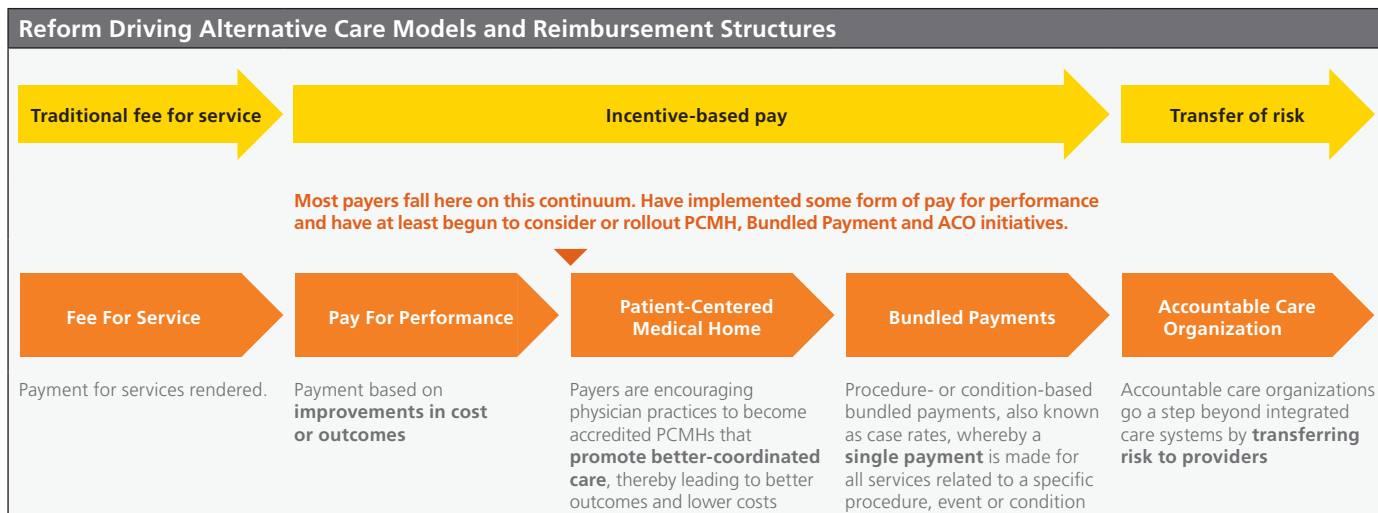 Reform Driving Alternative Care Models and Reimbursement Structures
Traditional fee for service
Incentive-based pay
Transfer of risk
Most payers fall here on this continuum. Have implemented some form of pay for performance
and have at least begun to consider or rollout PCMH, Bundled Payment and ACO initiatives.
Fee For Service
Pay For Performance
Patient-Centered
Medical Home
Bundled Payments
Accountable Care
Organization
Payment for services rendered.
Payment based on
improvements in cost
or outcomes
Payers are encouraging
physician practices to become
accredited PCMHs that
promote better-coordinated
care, thereby leading to better
outcomes and lower costs
Procedure- or condition-based
bundled payments, also known
as case rates, whereby a
single payment is made for
all services related to a specific
procedure, event or condition
Accountable care organizations
go a step beyond integrated
care systems by transferring
risk to providers